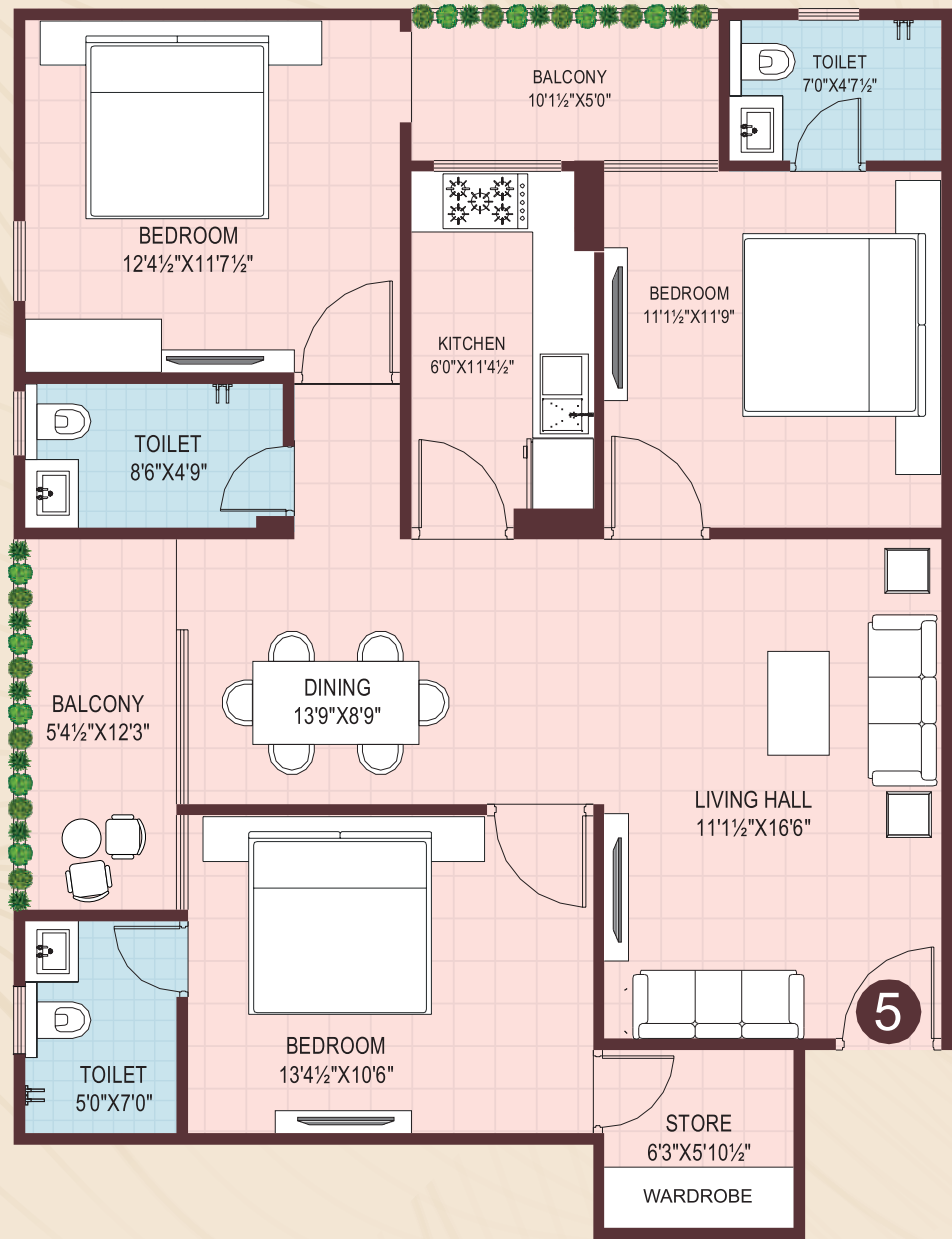 BALCONY
10'1½"X5'0"
TOILET
7'0"X4'7½"
BEDROOM
12'4½"X11'7½"
BEDROOM
11'1½"X11'9"
KITCHEN
6'0"X11'4½"
TOILET
8'6"X4'9"
DINING
13'9"X8'9"
BALCONY
5'4½"X12'3"
LIVING HALL
11'1½"X16'6"
5
BEDROOM
13'4½"X10'6"
TOILET
5'0"X7'0"
STORE
6'3"X5'10½"
WARDROBE